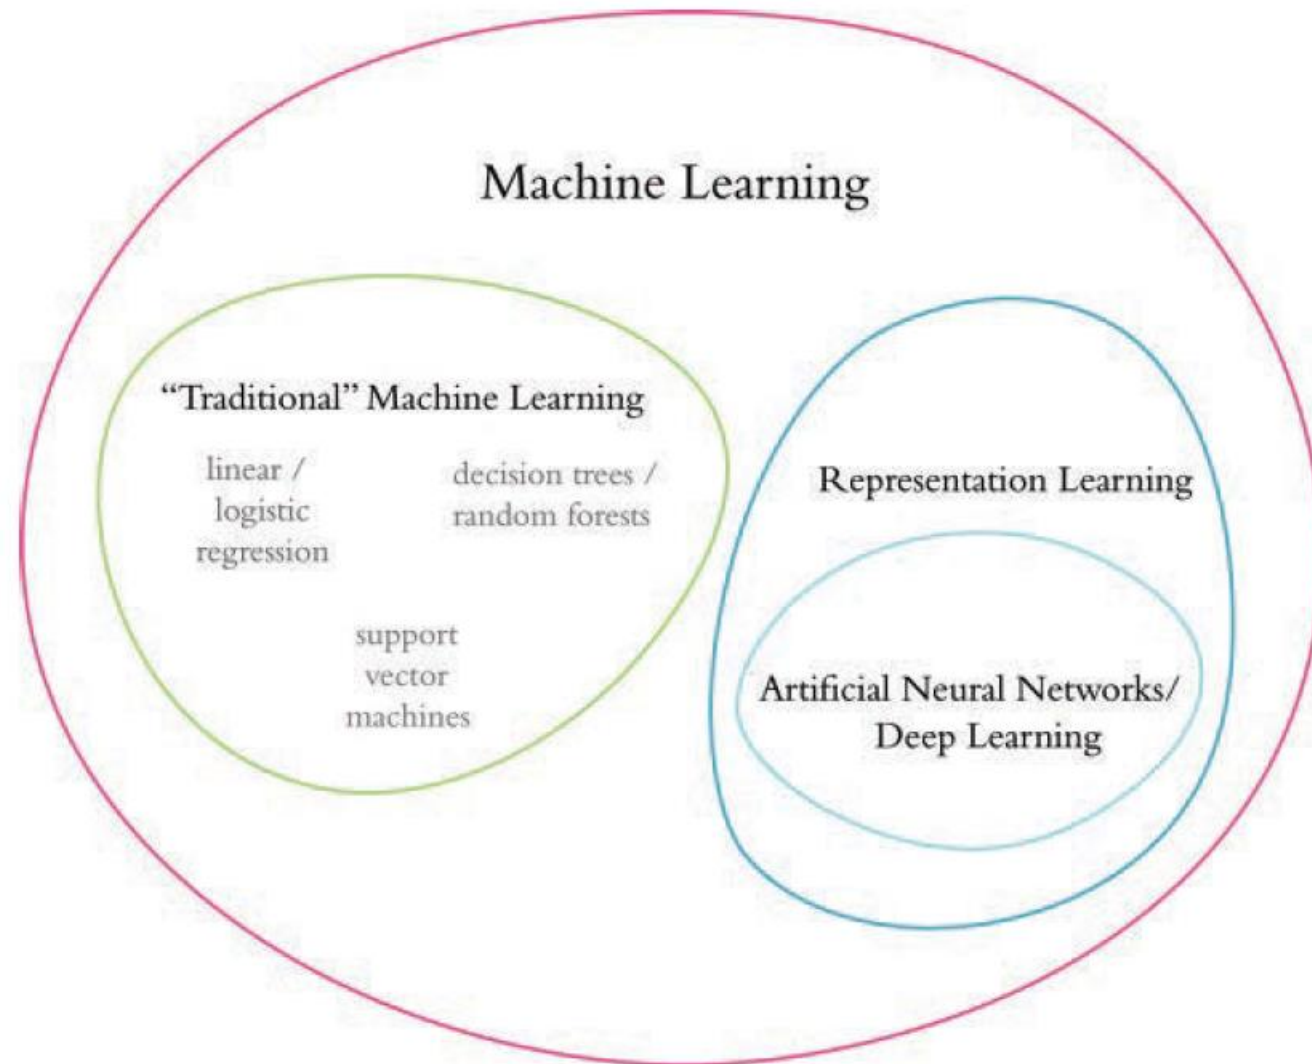 Machine Learning
“Traditional” Machine Learning
linear /
logistic
regression
decision trees /
random forests
support
vector
machines
Representation Learning
Artificial Neural Networks/
Deep Learning